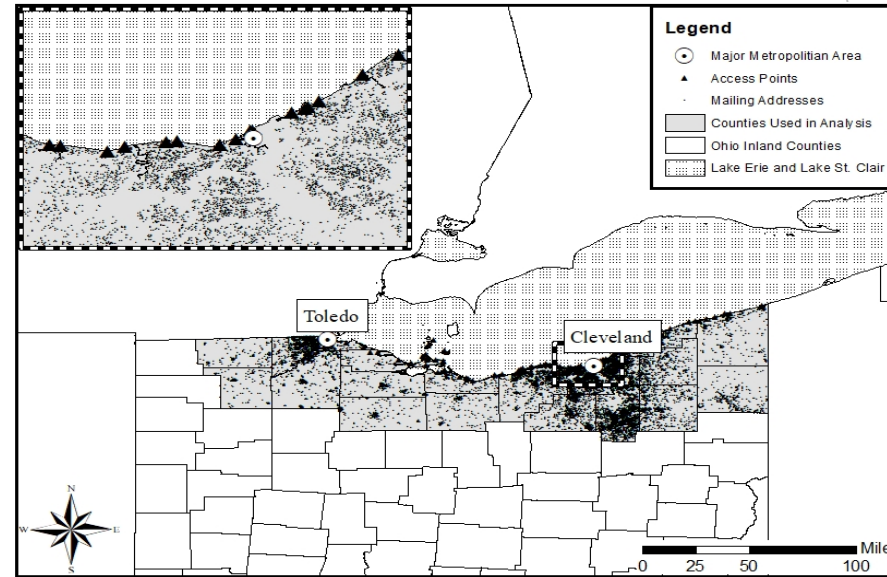 Legend
Major Metropolitian Area
Access Points
Mailing Addresses
Counties Used in Analysis
Ohio Inland Counties
Lake Erie and Lake St. Clair
Toledo
Cleveland
N
W
E
S
Mile
0 25 50 100